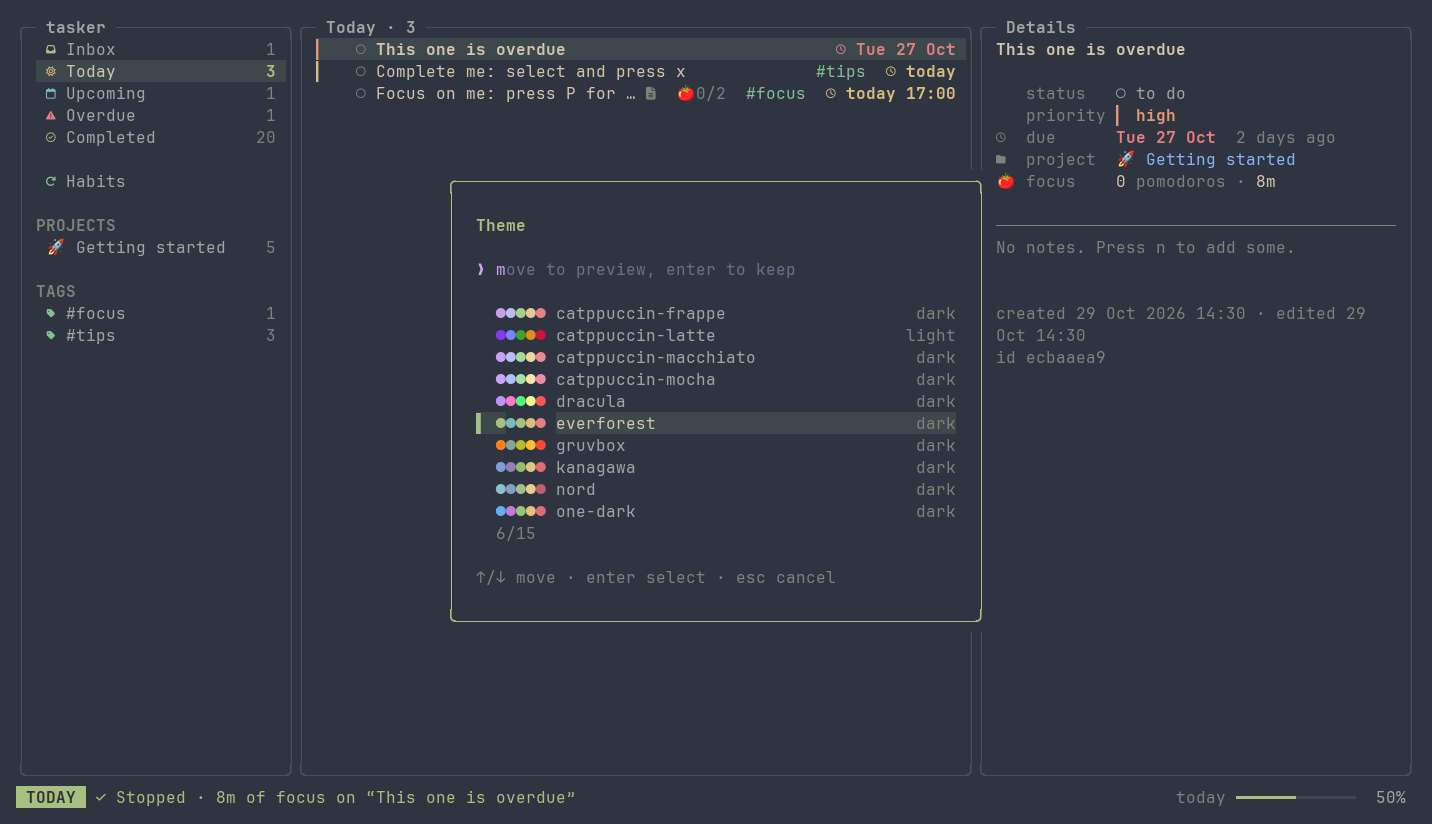 tasker
Inbox 1
Today 3
Upcoming 1
Overdue 1
Completed 20
Habits
PROJECTS
🚀 Getting started 5
TAGS
#focus 1
#tips 3
Today · 3
This one is overdue Tue 27 Oct
Complete me: select and press x #tips today
Focus on me: press P for … 🍅0/2 #focus today 17:00
Theme
❱ move to preview, enter to keep
catppuccin-frappe dark
catppuccin-latte light
catppuccin-macchiato dark
catppuccin-mocha dark
dracula dark
everforest dark
gruvbox dark
kanagawa dark
nord dark
one-dark dark
6/15
↑/↓ move · enter select · esc cancel
Details
This one is overdue
status ○ to do
priority high
due Tue 27 Oct 2 days ago
project 🚀 Getting started
🍅 focus 0 pomodoros · 8m
No notes. Press n to add some.
created 29 Oct 2026 14:30 · edited 29
Oct 14:30
id ecbaaea9
TODAY ✓ Stopped · 8m of focus on “This one is overdue” today 50%